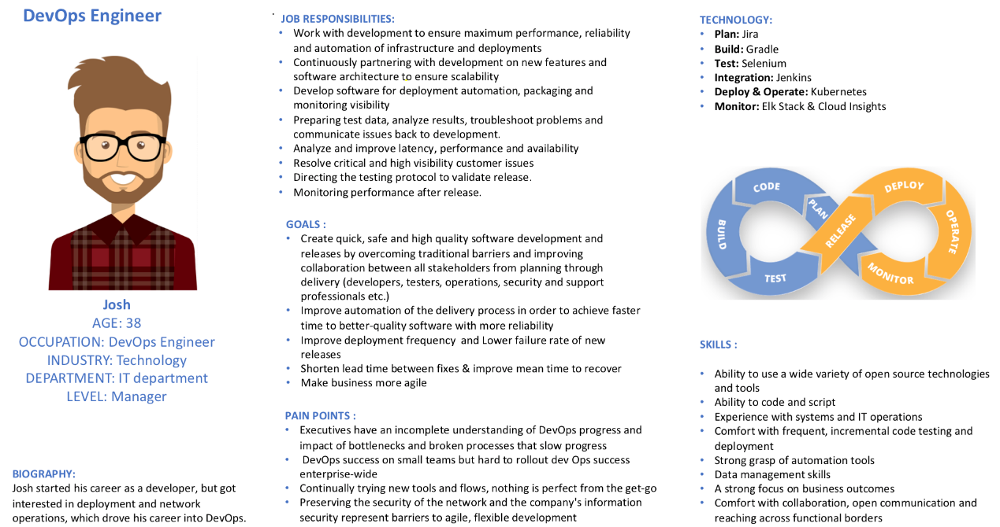 DevOps Engineer
Josh
AGE: 38
OCCUPATION: DevOps Engineer
INDUSTRY: Technology
DEPARTMENT: IT department
LEVEL: Manager
BIOGRAPHY:
Josh started his career as a developer, but got
interested in deployment and network
operations, which drove his career into DevOps.
JOB RESPONSIBILITIES:
• Work with development to ensure maximum performance, reliability
and automation of infrastructure and deployments
• Continuously partnering with development on new features and
software architecture to ensure scalability
• Develop software for deployment automation, packaging and
monitoring visibility
• Preparing test data, analyze results, troubleshoot problems and
communicate issues back to development.
• Analyze and improve latency, performance and availability
• Resolve critical and high visibility customer issues
• Directing the testing protocol to validate release.
• Monitoring performance after release.
GOALS :
• Create quick, safe and high quality software development and
releases by overcoming traditional barriers and improving
collaboration between all stakeholders from planning through
delivery (developers, testers, operations, security and support
professionals etc.)
• Improve automation of the delivery process in order to achieve faster
time to better-quality software with more reliability
• Improve deployment frequency and Lower failure rate of new
releases
• Shorten lead time between fixes & improve mean time to recover
• Make business more agile
PAIN POINTS :
• Executives have an incomplete understanding of DevOps progress and
impact of bottlenecks and broken processes that slow progress
• DevOps success on small teams but hard to rollout dev Ops success
enterprise-wide
• Continually trying new tools and flows, nothing is perfect from the get-go
• Preserving the security of the network and the company's information
security represent barriers to agile, flexible development
TECHNOLOGY:
• Plan: Jira
• Build: Gradle
• Test: Selenium
• Integration: Jenkins
• Deploy & Operate: Kubernetes
• Monitor: Elk Stack & Cloud Insights
CODE
PLAN
BUILD
TEST
RELEASE
DEPLOY
OPERATE
MONITOR
SKILLS :
• Ability to use a wide variety of open source technologies
and tools
• Ability to code and script
• Experience with systems and IT operations
• Comfort with frequent, incremental code testing and
deployment
• Strong grasp of automation tools
• Data management skills
• A strong focus on business outcomes
• Comfort with collaboration, open communication and
reaching across functional borders